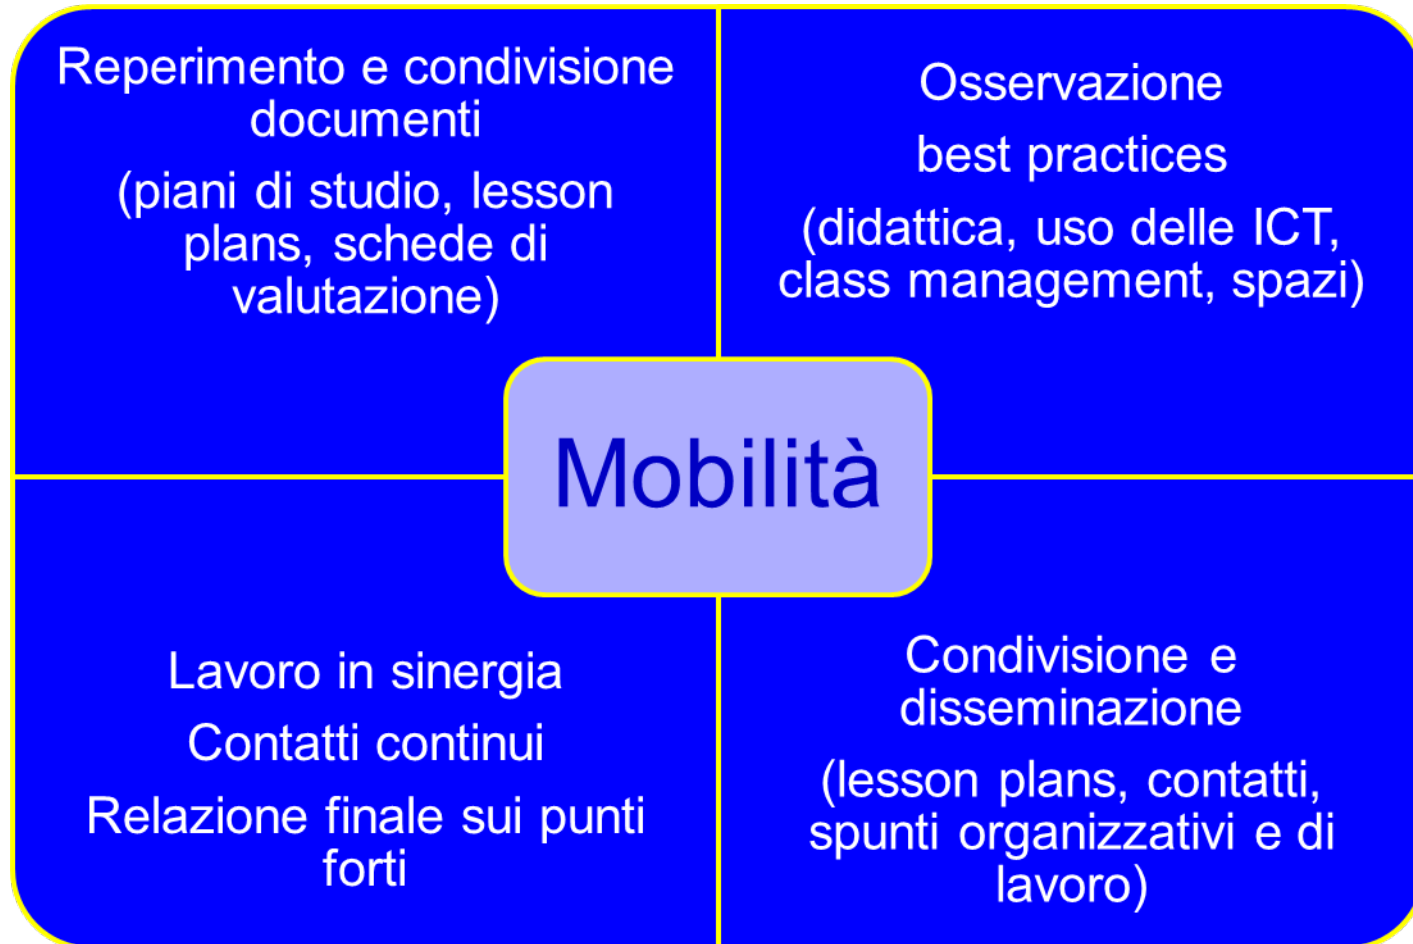 Reperimento e condivisione
documenti
(piani di studio, lesson
plans, schede di
valutazione)
Osservazione
best practices
(didattica, uso delle ICT,
class management, spazi)
Mobilità
Lavoro in sinergia
Contatti continui
Relazione finale sui punti
forti
Condivisione e
disseminazione
(lesson plans, contatti,
spunti organizzativi e di
lavoro)